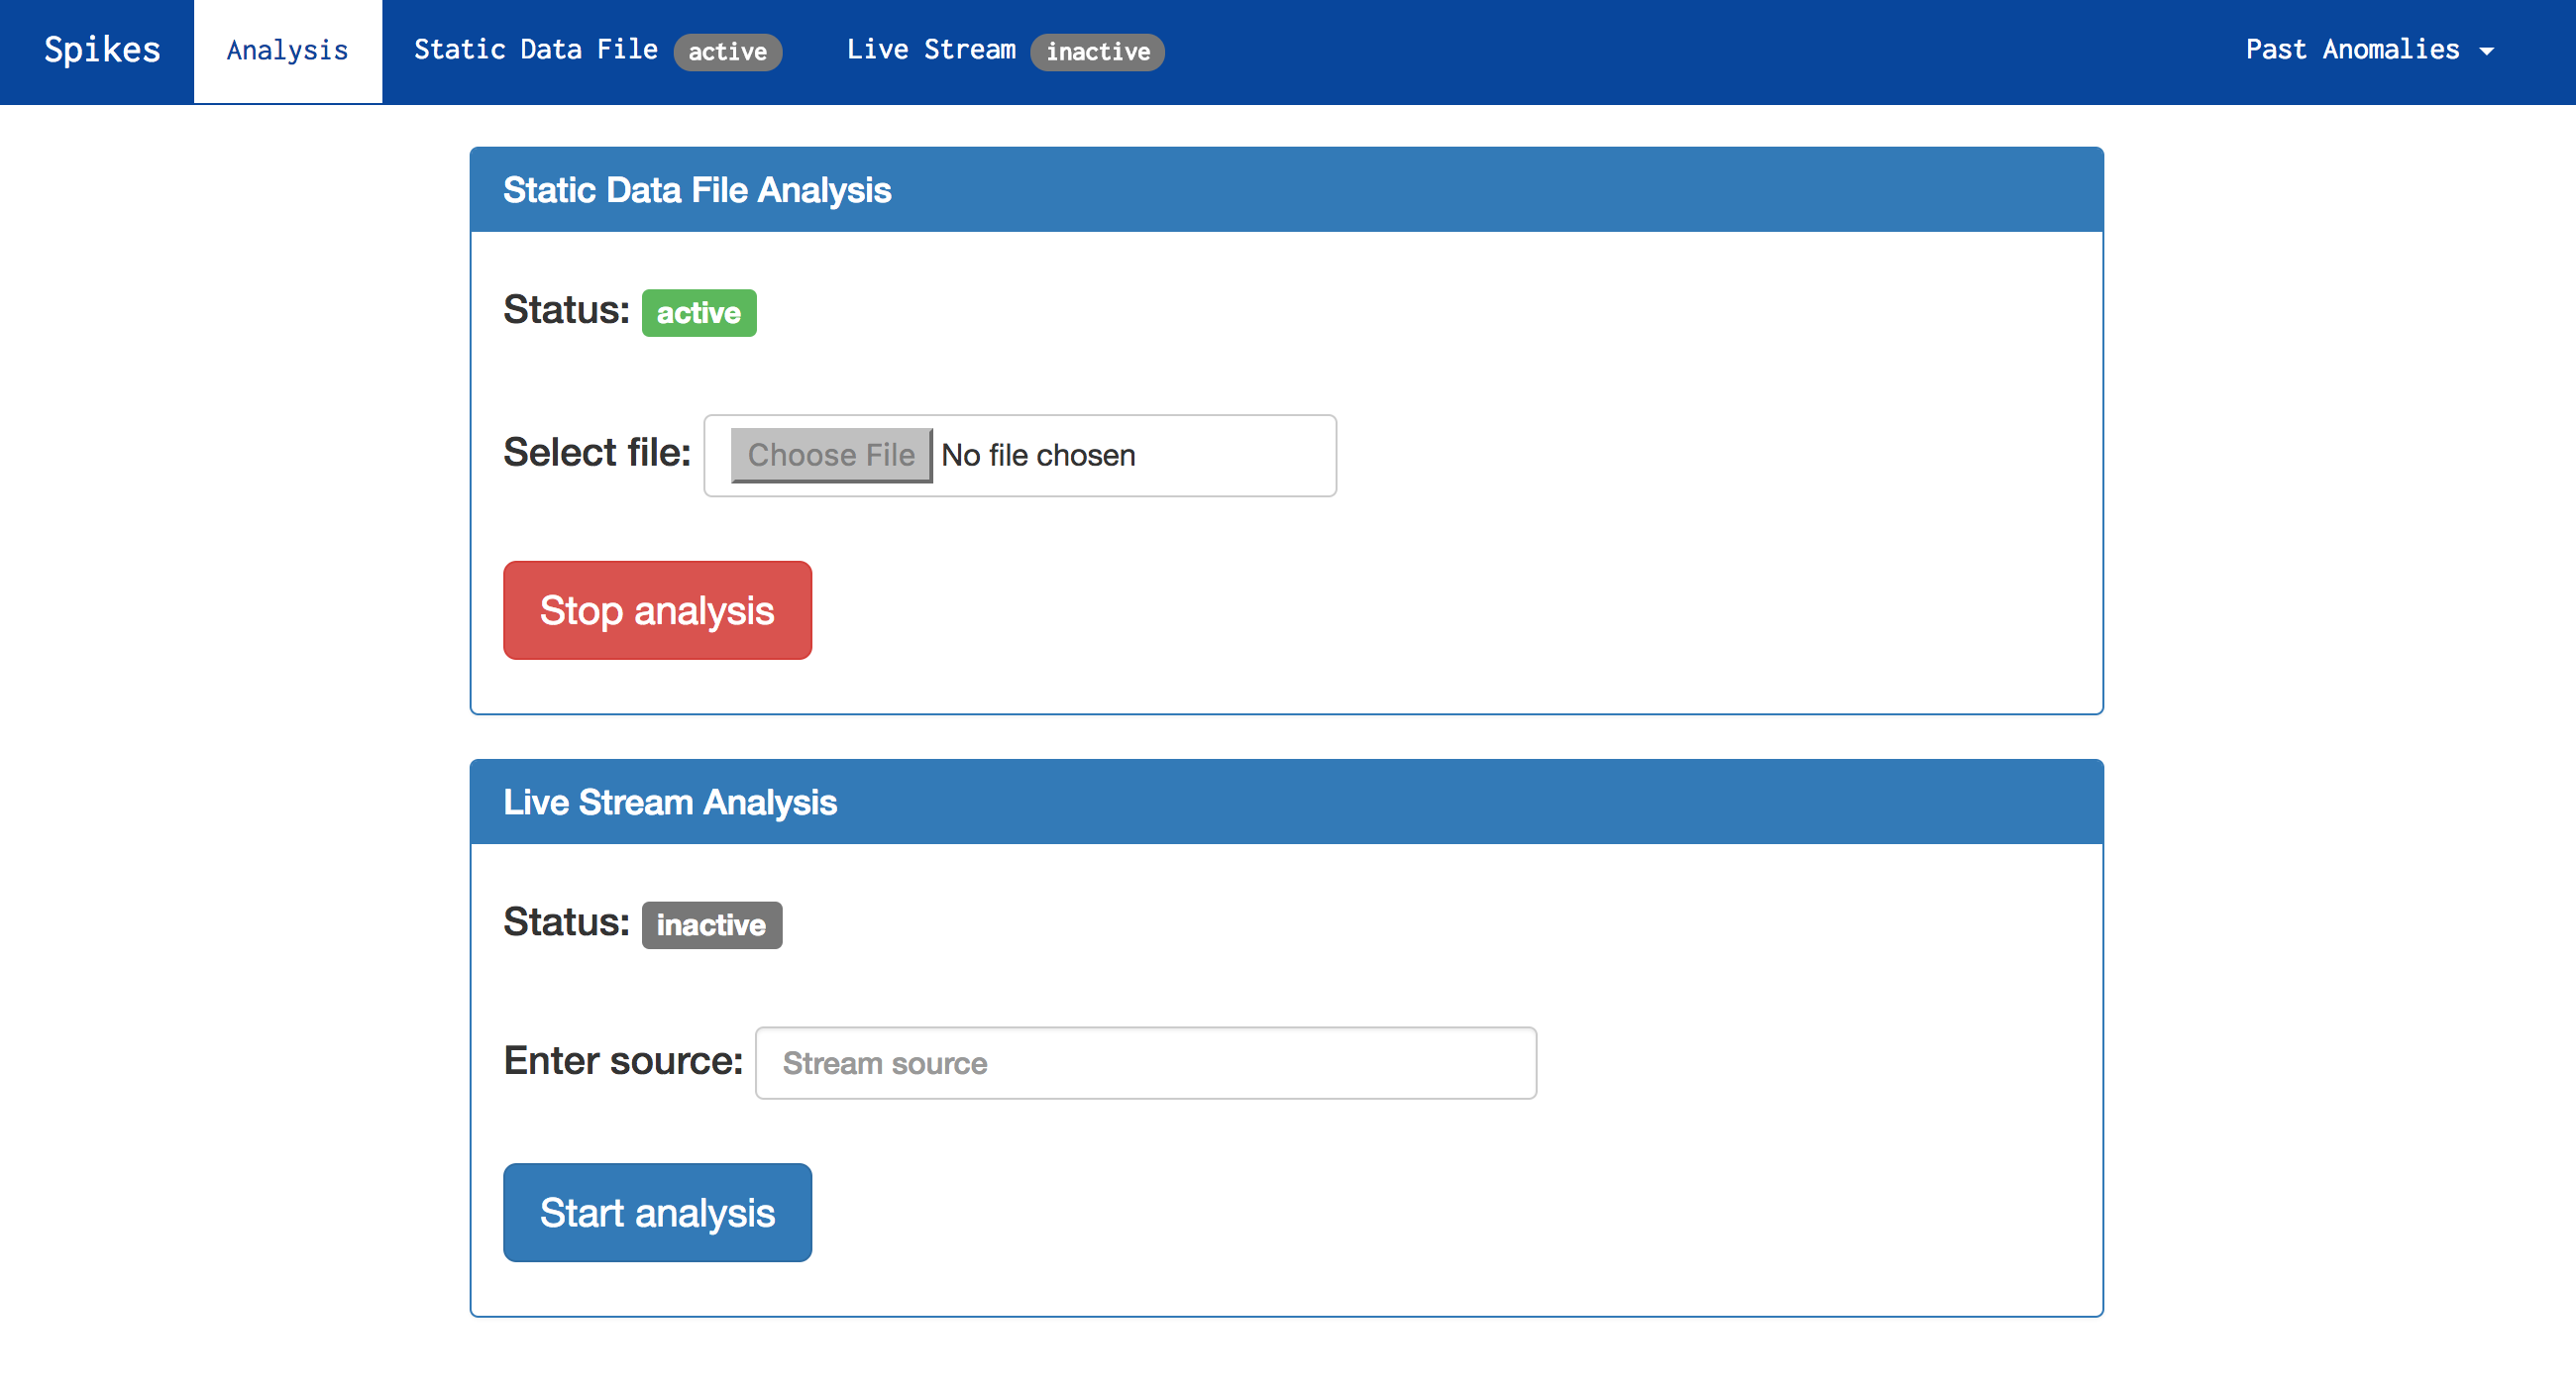 Spikes Analysis Static Data File active Live Stream inactive Past Anomalies
Static Data File Analysis
Status: active
Select file: Choose File No file chosen
Stop analysis
Live Stream Analysis
Status: inactive
Enter source: Stream source
Start analysis